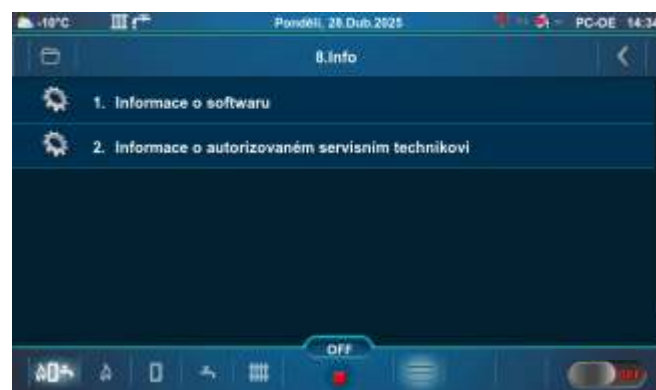 -10°C Pondělí, 28.Dub.2025 PC-OE 14:34
8.Info
1. Informace o softwaru
2. Informace o autorizovaném servisním technikovi
OFF
OFF